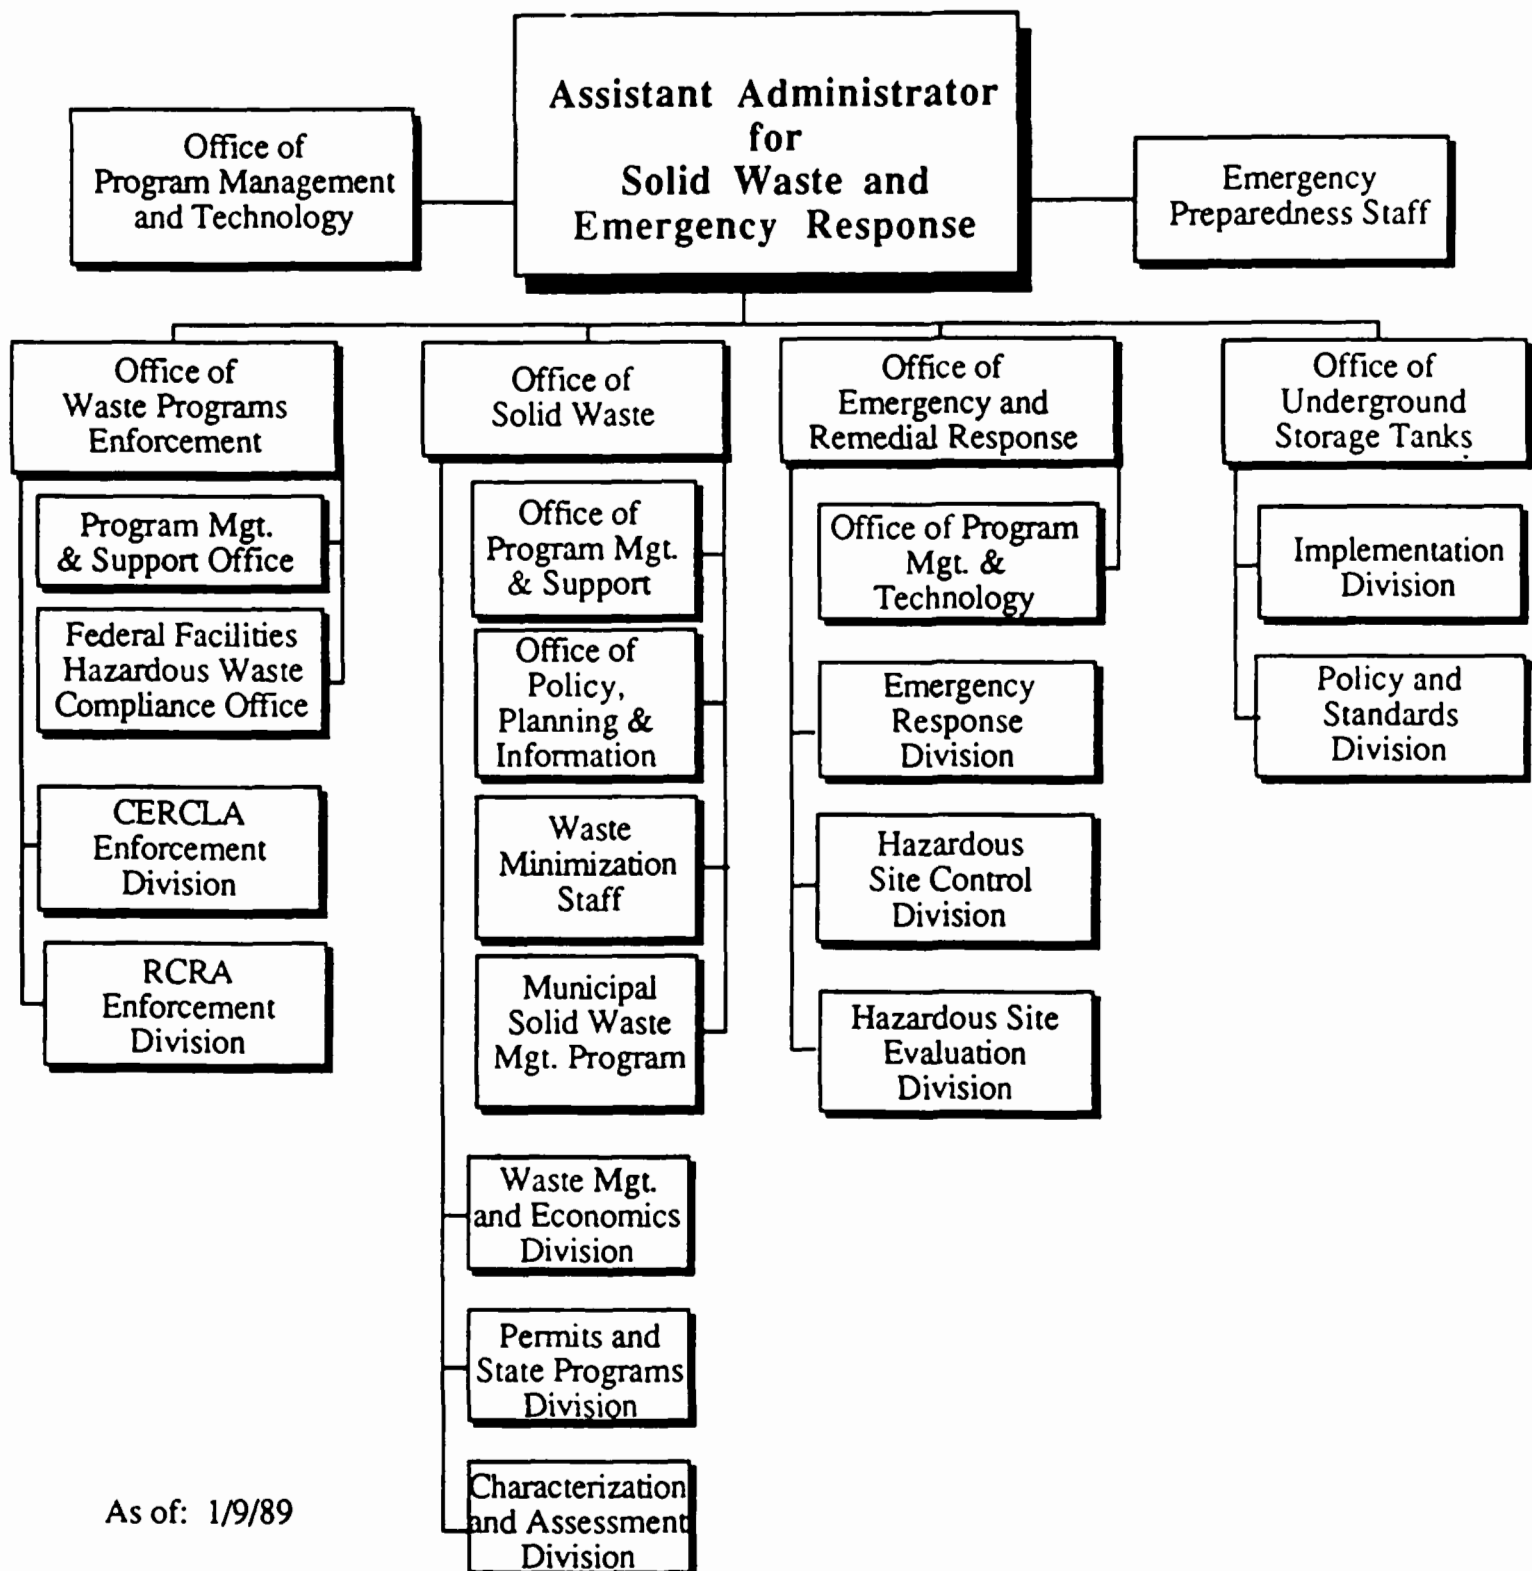 Assistant Administrator
for
Solid Waste and
Emergency Response
Office of
Program Management
and Technology
Emergency
Preparedness Staff
Office of
Waste Programs
Enforcement
Program Mgt.
& Support Office
Federal Facilities
Hazardous Waste
Compliance Office
CERCLA
Enforcement
Division
RCRA
Enforcement
Division
Office of
Solid Waste
Office of
Program Mgt.
& Support
Office of
Policy,
Planning &
Information
Waste
Minimization
Staff
Municipal
Solid Waste
Mgt. Program
Waste Mgt.
and Economics
Division
Permits and
State Programs
Division
Characterization
and Assessment
Division
Office of
Emergency and
Remedial Response
Office of Program
Mgt. &
Technology
Emergency
Response
Division
Hazardous
Site Control
Division
Hazardous Site
Evaluation
Division
Office of
Underground
Storage Tanks
Implementation
Division
Policy and
Standards
Division
As of: 1/9/89